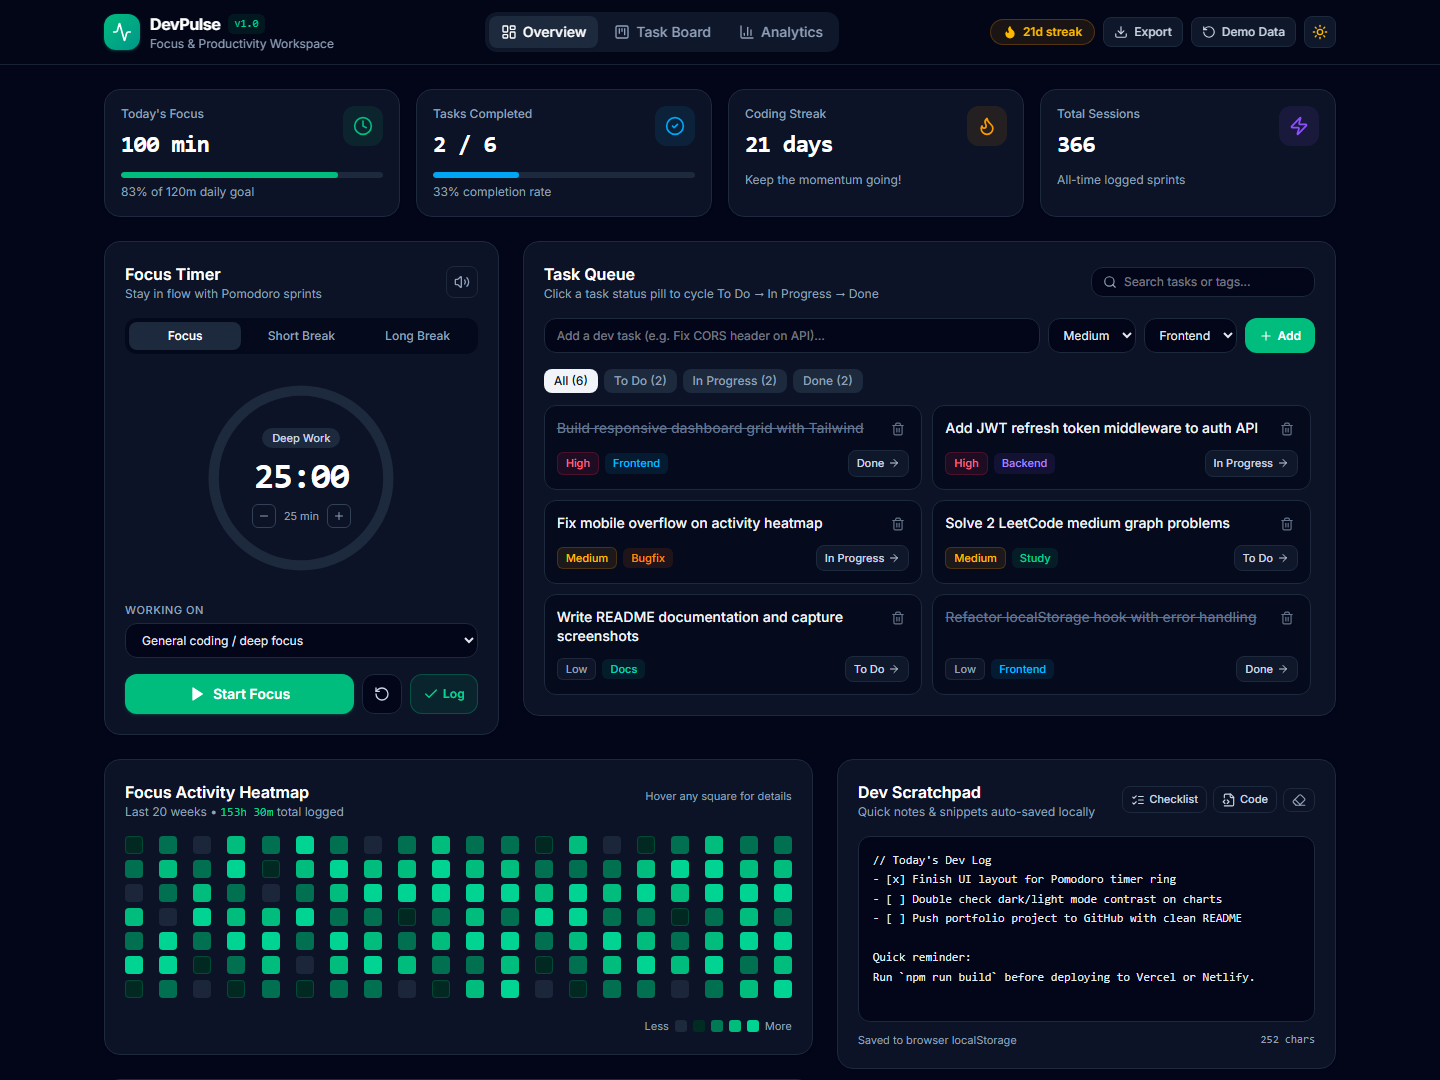 DevPulse v1.0
Focus & Productivity Workspace
Overview
Task Board
Analytics
21d streak
Export
Demo Data
Today's Focus
100 min
83% of 120m daily goal
Tasks Completed
2 / 6
33% completion rate
Coding Streak
21 days
Keep the momentum going!
Total Sessions
366
All-time logged sprints
Focus Timer
Stay in flow with Pomodoro sprints
Focus
Short Break
Long Break
Deep Work
25:00
25 min
WORKING ON
General coding / deep focus
Start Focus
Log
Task Queue
Click a task status pill to cycle To Do → In Progress → Done
Search tasks or tags...
Add a dev task (e.g. Fix CORS header on API)...
Medium
Frontend
Add
All (6)
To Do (2)
In Progress (2)
Done (2)
Build responsive dashboard grid with Tailwind
High
Frontend
Done →
Add JWT refresh token middleware to auth API
High
Backend
In Progress →
Fix mobile overflow on activity heatmap
Medium
Bugfix
In Progress →
Solve 2 LeetCode medium graph problems
Medium
Study
To Do →
Write README documentation and capture
screenshots
Low
Docs
To Do →
Refactor localStorage hook with error handling
Low
Frontend
Done →
Focus Activity Heatmap
Last 20 weeks • 153h 30m total logged
Hover any square for details
Less
More
Dev Scratchpad
Quick notes & snippets auto-saved locally
Checklist
Code
// Today's Dev Log
- [x] Finish UI layout for Pomodoro timer ring
- [ ] Double check dark/light mode contrast on charts
- [ ] Push portfolio project to GitHub with clean README
Quick reminder:
Run `npm run build` before deploying to Vercel or Netlify.
Saved to browser localStorage
252 chars